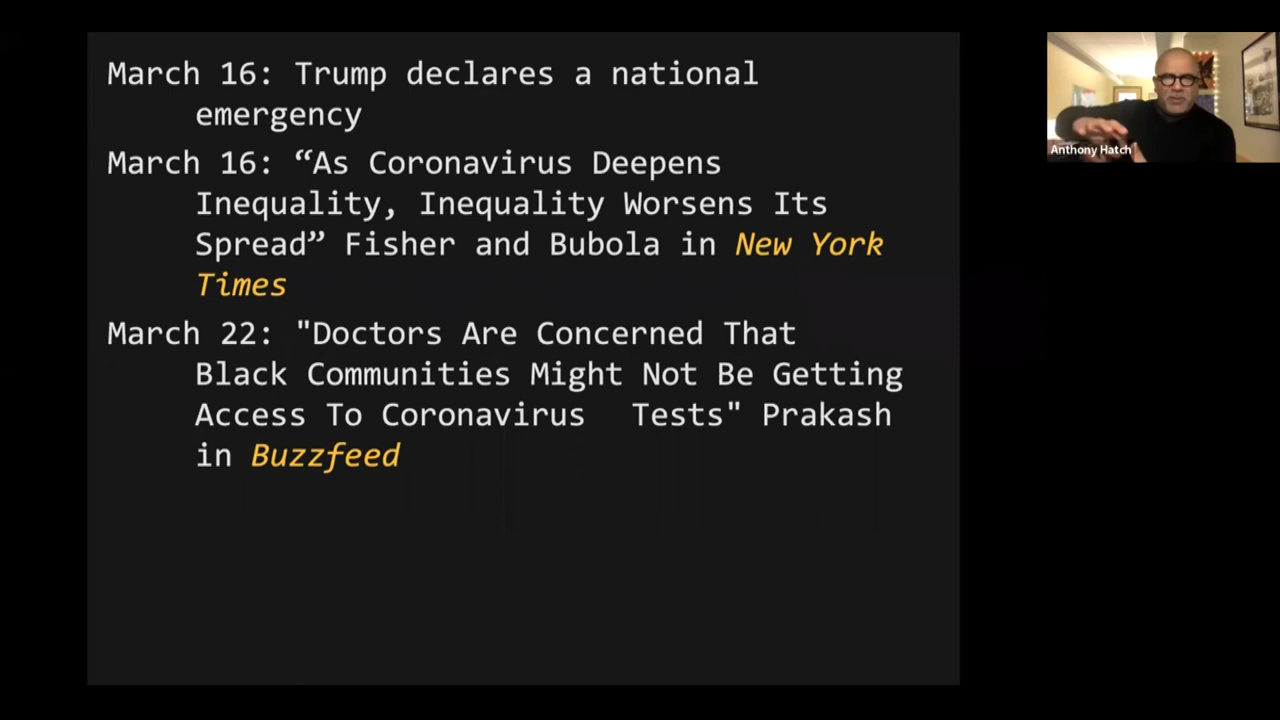 March 16: Trump declares a national
emergency
March 16: “As Coronavirus Deepens
Inequality, Inequality Worsens Its
Spread” Fisher and Bubola in New York
Times
March 22: "Doctors Are Concerned That
Black Communities Might Not Be Getting
Access To Coronavirus Tests" Prakash
in Buzzfeed
Anthony Hatch